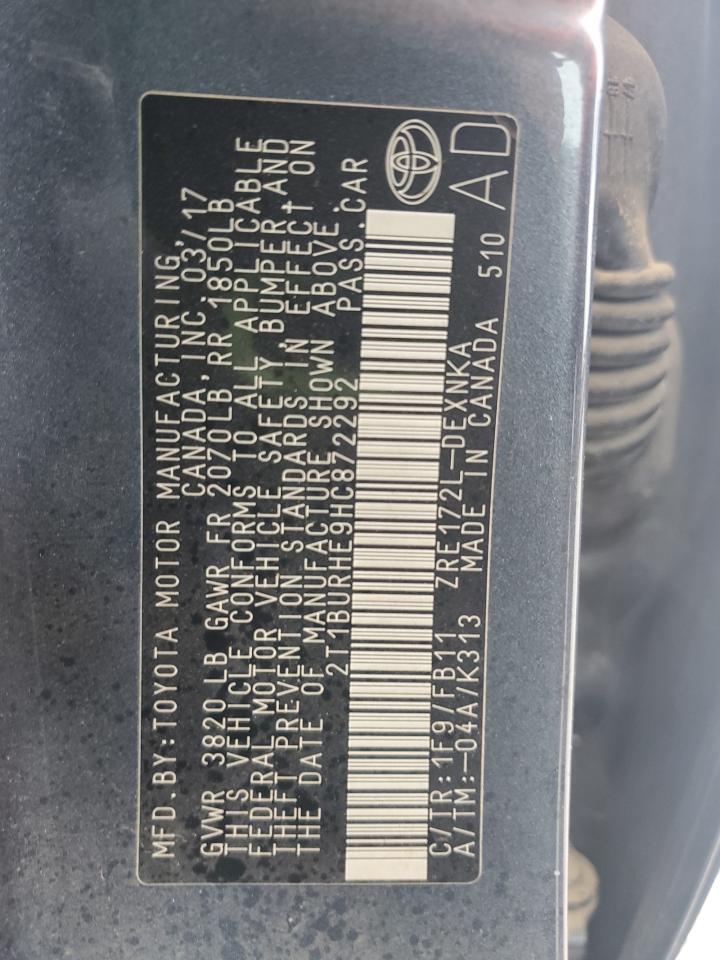 MFD.BY:TOYOTA MOTOR MANUFACTURING,
CANADA, INC. 03/17
GVWR 3820LB GAWR FR 2070LB RR 1850LB
THIS VEHICLE CONFORMS TO ALL APPLICABLE
FEDERAL MOTOR VEHICLE SAFETY, BUMPER, AND
THEFT PREVENTION STANDARDS IN EFFECT ON
THE DATE OF MANUFACTURE SHOWN ABOVE.
2T1BURHE9HC872292 PASS.CAR
C/TR:1F9/FB11 ZRE172L-DEXNKA
A/TM:-04A/K313 MADE IN CANADA 510
AD